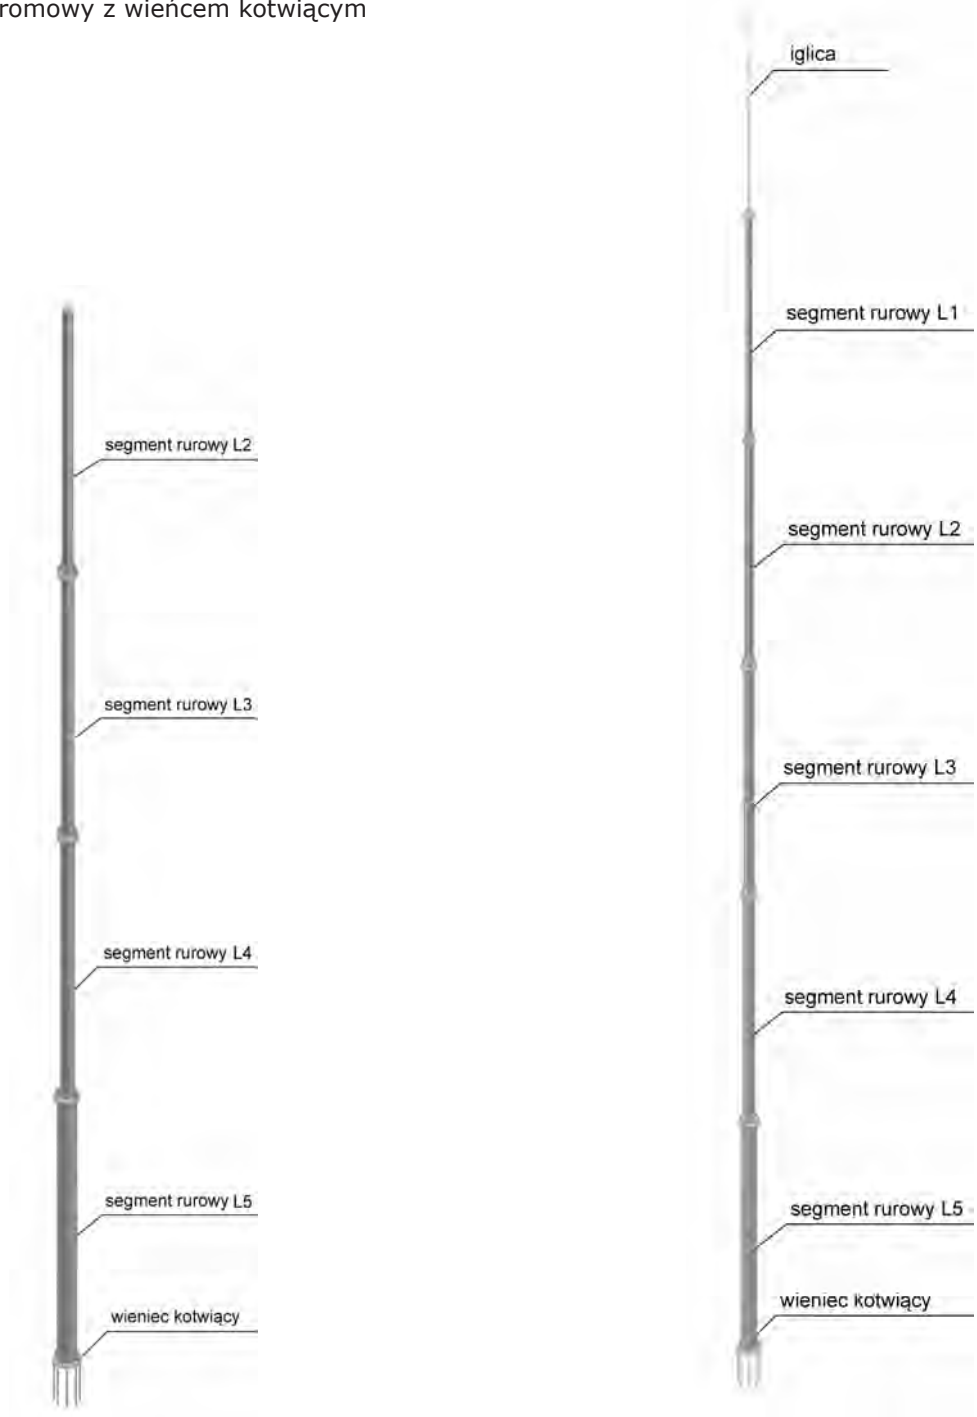 romowy z wieńcem kotwiącym
segment rurowy L2
segment rurowy L3
segment rurowy L4
segment rurowy L5
wieniec kotwiący
iglica
segment rurowy L1
segment rurowy L2
segment rurowy L3
segment rurowy L4
segment rurowy L5
wieniec kotwiący